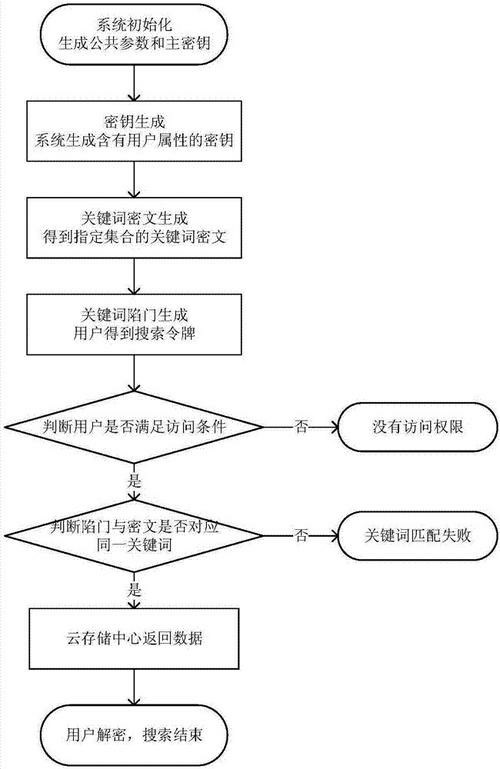 系统初始化
生成公共参数和主密钥
密钥生成
系统生成含有用户属性的密钥
关键词密文生成
得到指定集合的关键词密文
关键词陷门生成
用户得到搜索令牌
判断用户是否满足访问条件
否
没有访问权限
是
判断陷门与密文是否对应
同一关键词
否
关键词匹配失败
是
云存储中心返回数据
用户解密，搜索结束